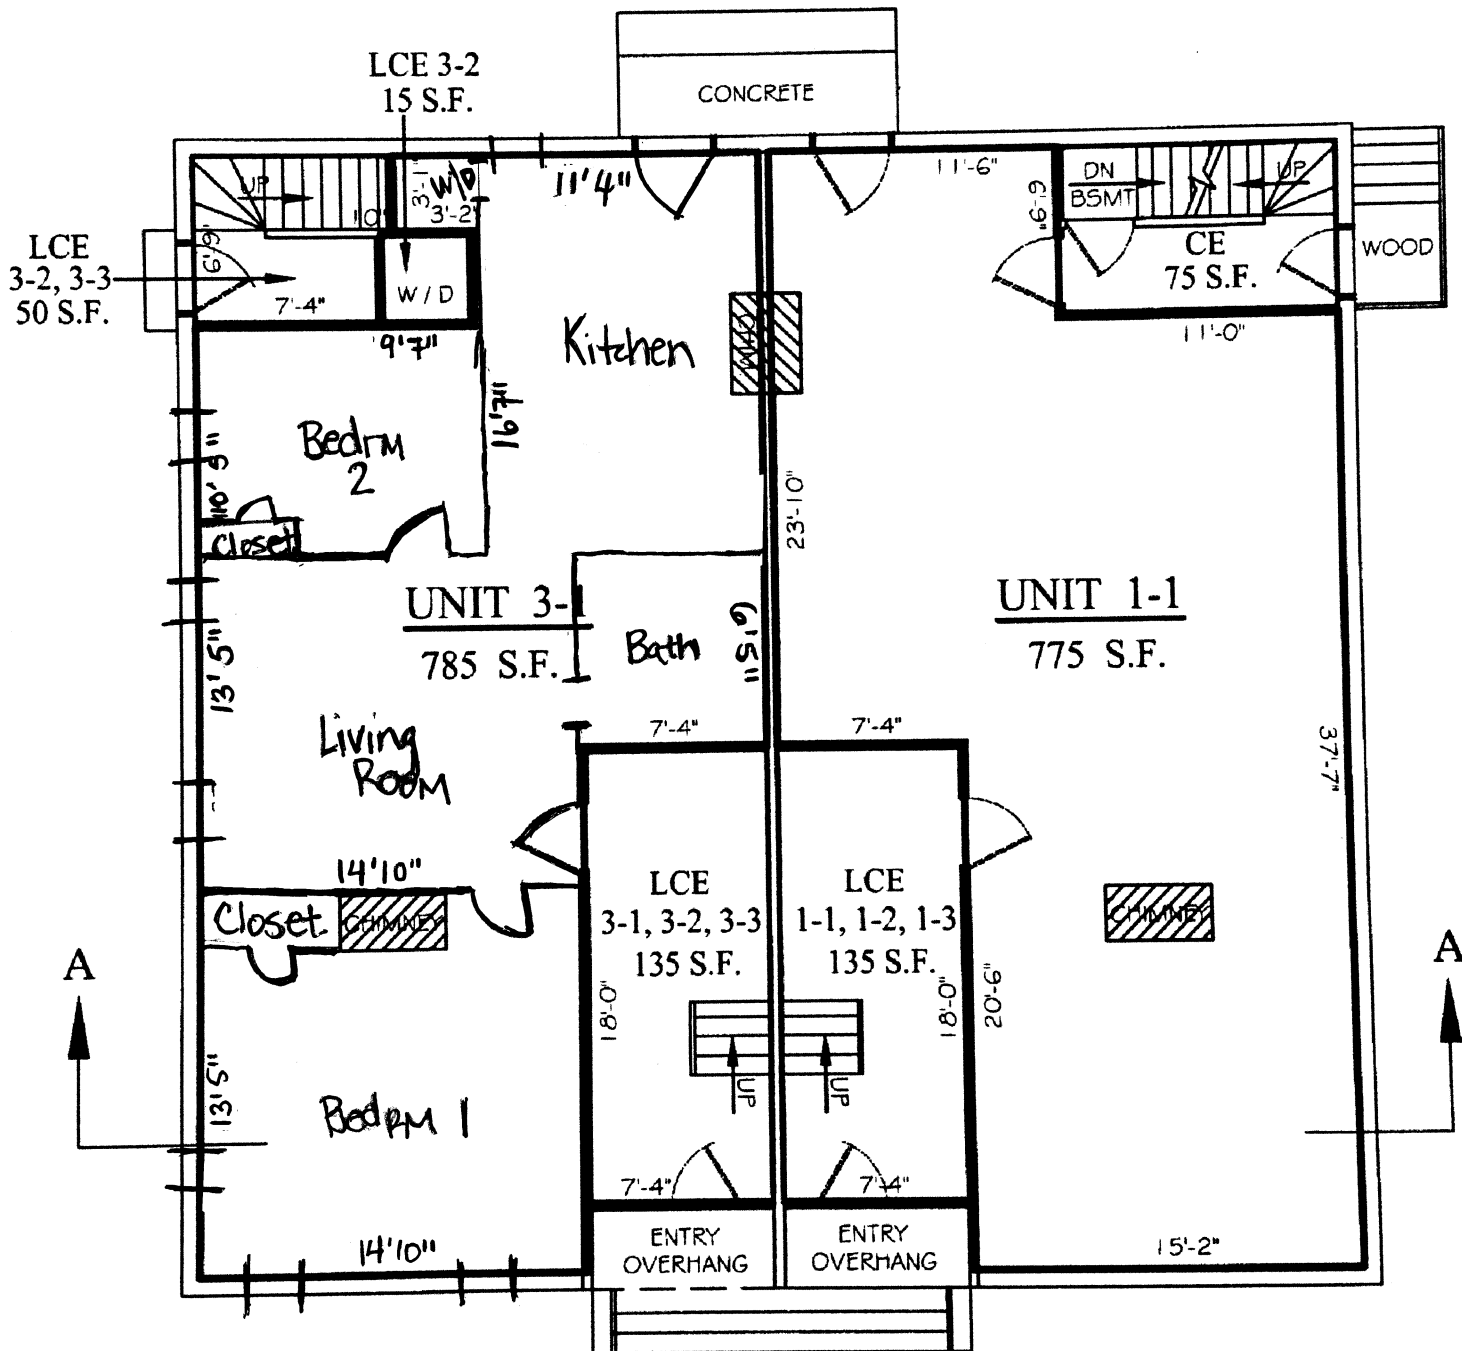 LCE 3-2
15 S.F.
CONCRETE
UP
10"
3'-1"
W/D
3'-2"
11'4"
11'-6"
6'-9"
DN
BSMT
UP
WOOD
LCE
3-2, 3-3
50 S.F.
6'-9"
7'-4"
W / D
CE
75 S.F.
9'7"
11'-0"
Kitchen
CHIM
16'7"
Bedrm
2
10'5"
Closet
23'-10"
UNIT 3-1
785 S.F.
Bath
6'5"
UNIT 1-1
775 S.F.
13'5"
Living
Room
7'-4"
7'-4"
37'-7"
14'10"
Closet
CHIMNEY
LCE
3-1, 3-2, 3-3
135 S.F.
LCE
1-1, 1-2, 1-3
135 S.F.
CHIMNEY
A
A
18'-0"
18'-0"
20'-6"
UP
UP
13'5"
Bedrm 1
7'-4"
7'-4"
14'10"
ENTRY
OVERHANG
ENTRY
OVERHANG
15'-2"